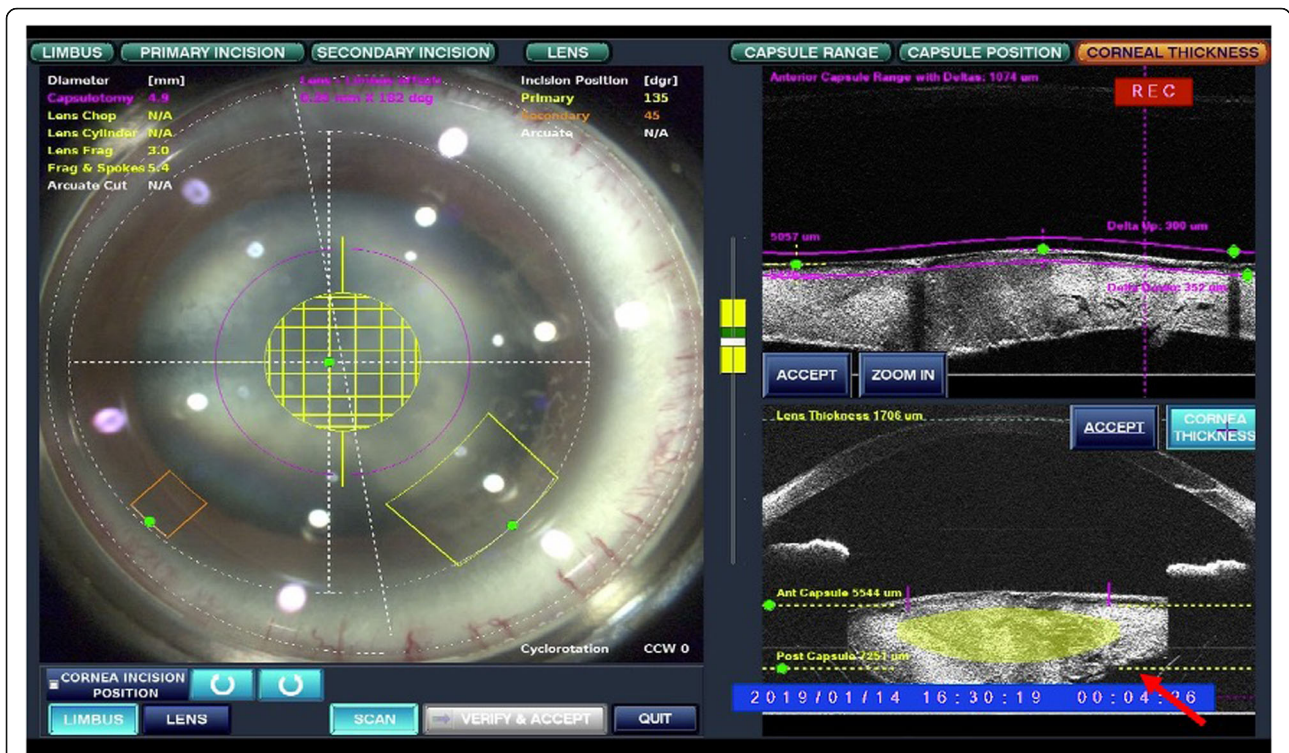 LIMBUS PRIMARY INCISION SECONDARY INCISION LENS CAPSULE RANGE CAPSULE POSITION CORNEAL THICKNESS
Diameter [mm]
Capsulotomy 4.9
Lens Chop N/A
Lens Cylinder N/A
Lens Frag 3.0
Frag & Spokes 5.4
Arcuate Cut N/A
Incision Position [dgr]
Primary 135
Secondary 45
Arcuate N/A
Cyclorotation CCW 0
CORNEA INCISION
POSITION
LIMBUS LENS SCAN VERIFY & ACCEPT QUIT
Anterior Capsule Range with Deltas: 1074 um
REC
Delta Up: 300 um
5057 um
352 um
ACCEPT ZOOM IN
Lens Thickness 1706 um
ACCEPT
CORNEA
THICKNESS
Ant Capsule 5544 um
Post Capsule 7251 um
2019/01/14 16:30:19